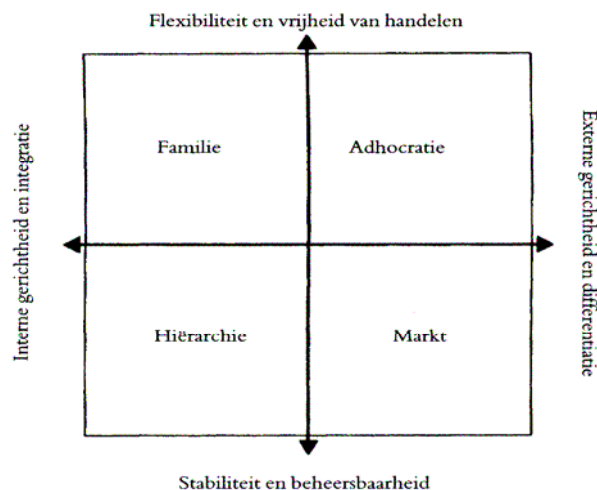 Flexibiliteit en vrijheid van handelen
Interne gerichtheid en integratie
Familie
Adhocratie
Externe gerichtheid en differentiatie
Hiërarchie
Markt
Stabiliteit en beheersbaarheid